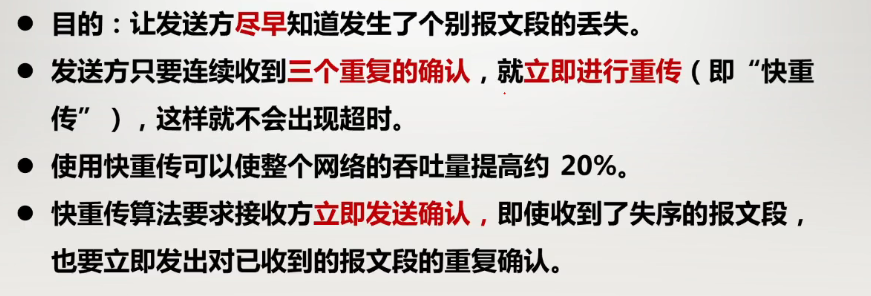 ● 目的：让发送方尽早知道发生了个别报文段的丢失。
● 发送方只要连续收到三个重复的确认，就立即进行重传（即“快重
传”），这样就不会出现超时。
● 使用快重传可以使整个网络的吞吐量提高约 20%。
● 快重传算法要求接收方立即发送确认，即使收到了失序的报文段，
也要立即发出对已收到的报文段的重复确认。